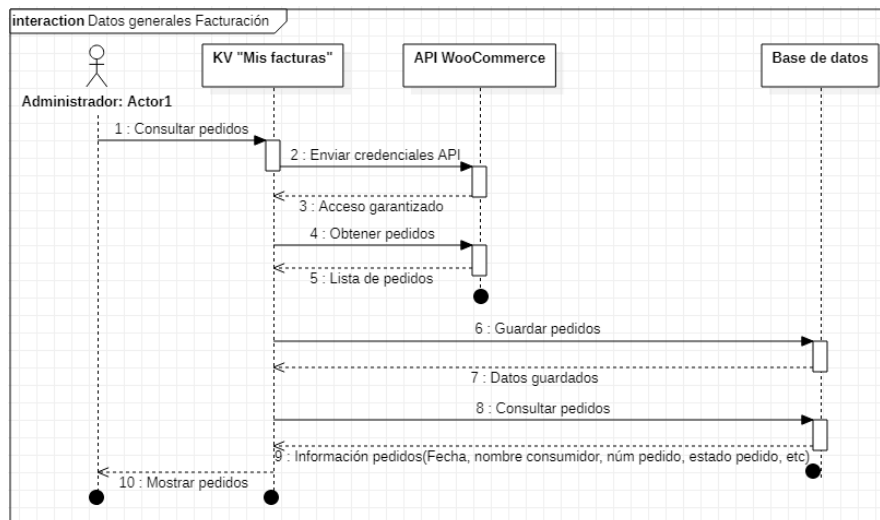 interaction Datos generales Facturación
KV "Mis facturas"
API WooCommerce
Base de datos
Administrador: Actor1
1 : Consultar pedidos
2 : Enviar credenciales API
3 : Acceso garantizado
4 : Obtener pedidos
5 : Lista de pedidos
6 : Guardar pedidos
7 : Datos guardados
8 : Consultar pedidos
9 : Información pedidos(Fecha, nombre consumidor, núm pedido, estado pedido, etc)
10 : Mostrar pedidos